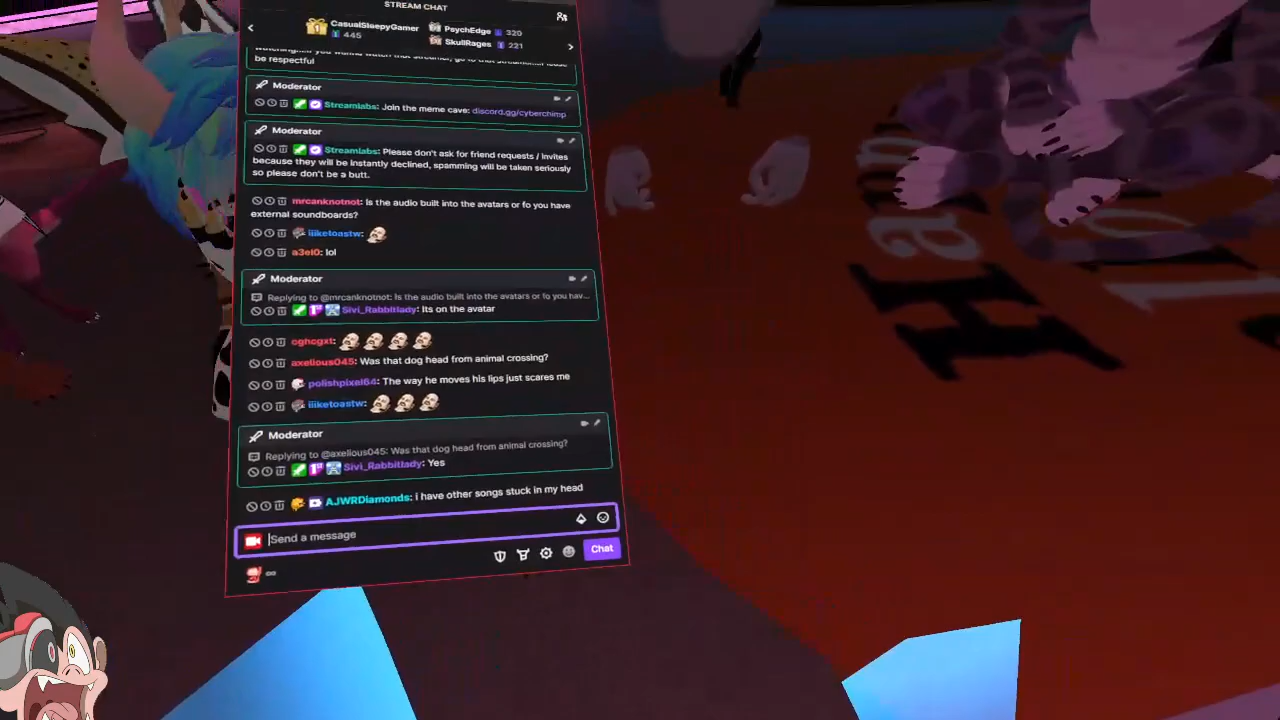 STREAM CHAT
CasualSleepyGamer
445
PsychEdge 320
SkullRages 221
be respectful
Moderator
Streamlabs: Join the meme cave: discord.gg/cyberchimp
Moderator
Streamlabs: Please don't ask for friend requests / invites
because they will be instantly declined, spamming will be taken seriously
so please don't be a butt.
mrcanknotnot: Is the audio built into the avatars or fo you have
external soundboards?
iiiketoastw:
a3el0: lol
Moderator
Replying to @mrcanknotnot: Is the audio built into the avatars or fo you hav...
Sivi_Rabbitlady: Its on the avatar
cghcgxt:
axelious045: Was that dog head from animal crossing?
polishpixel64: The way he moves his lips just scares me
iiiketoastw:
Moderator
Replying to @axelious045: Was that dog head from animal crossing?
Sivi_Rabbitlady: Yes
AJWRDiamonds: i have other songs stuck in my head
Send a message
Chat